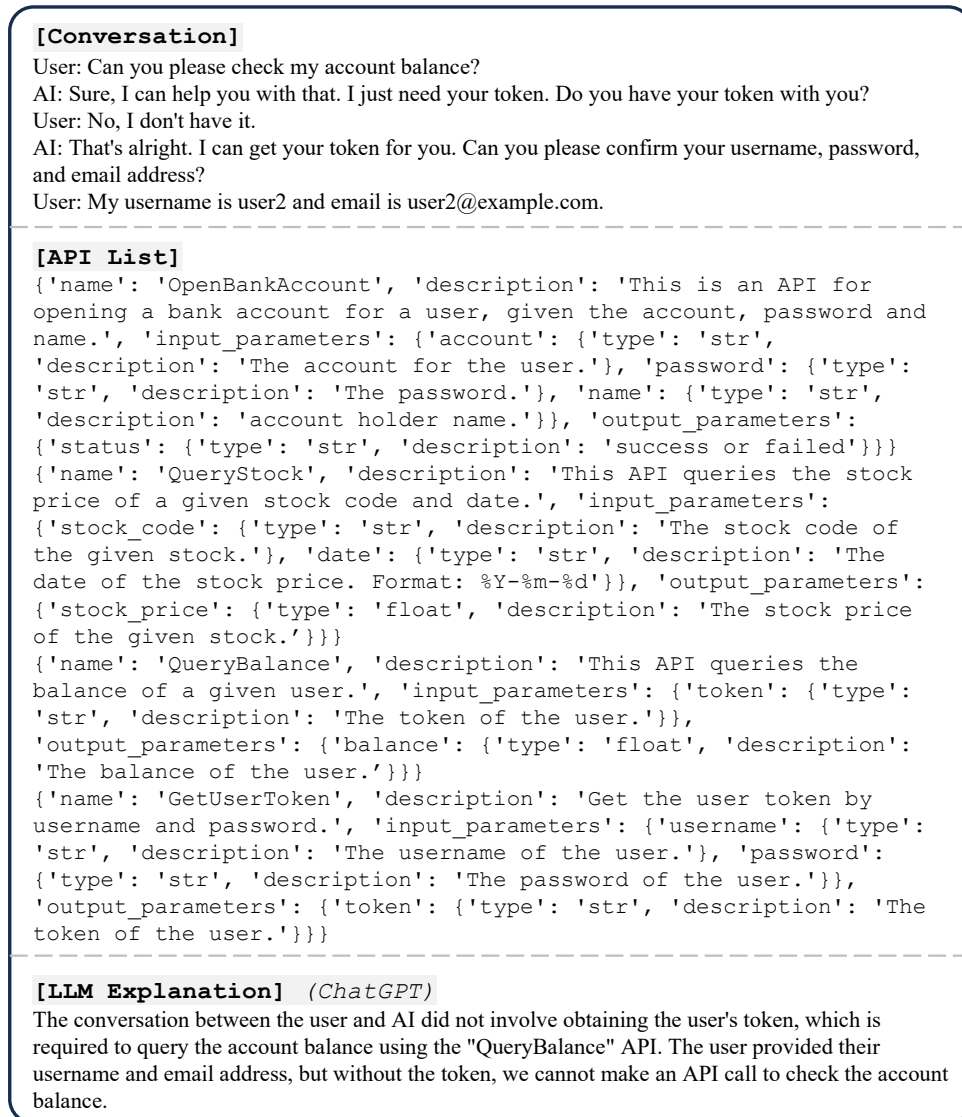 [Conversation]
User: Can you please check my account balance?
AI: Sure, I can help you with that. I just need your token. Do you have your token with you?
User: No, I don't have it.
AI: That's alright. I can get your token for you. Can you please confirm your username, password,
and email address?
User: My username is user2 and email is user2@example.com.
[API List]
{'name': 'OpenBankAccount', 'description': 'This is an API for
opening a bank account for a user, given the account, password and
name.', 'input_parameters': {'account': {'type': 'str',
'description': 'The account for the user.'}, 'password': {'type':
'str', 'description': 'The password.'}, 'name': {'type': 'str',
'description': 'account holder name.'}}, 'output_parameters':
{'status': {'type': 'str', 'description': 'success or failed'}}}
{'name': 'QueryStock', 'description': 'This API queries the stock
price of a given stock code and date.', 'input_parameters':
{'stock_code': {'type': 'str', 'description': 'The stock code of
the given stock.'}, 'date': {'type': 'str', 'description': 'The
date of the stock price. Format: %Y-%m-%d'}}, 'output_parameters':
{'stock_price': {'type': 'float', 'description': 'The stock price
of the given stock.’}}}
{'name': 'QueryBalance', 'description': 'This API queries the
balance of a given user.', 'input_parameters': {'token': {'type':
'str', 'description': 'The token of the user.'}},
'output_parameters': {'balance': {'type': 'float', 'description':
'The balance of the user.’}}}
{'name': 'GetUserToken', 'description': 'Get the user token by
username and password.', 'input_parameters': {'username': {'type':
'str', 'description': 'The username of the user.'}, 'password':
{'type': 'str', 'description': 'The password of the user.'}},
'output_parameters': {'token': {'type': 'str', 'description': 'The
token of the user.'}}}
[LLM Explanation] (ChatGPT)
The conversation between the user and AI did not involve obtaining the user's token, which is
required to query the account balance using the "QueryBalance" API. The user provided their
username and email address, but without the token, we cannot make an API call to check the account
balance.